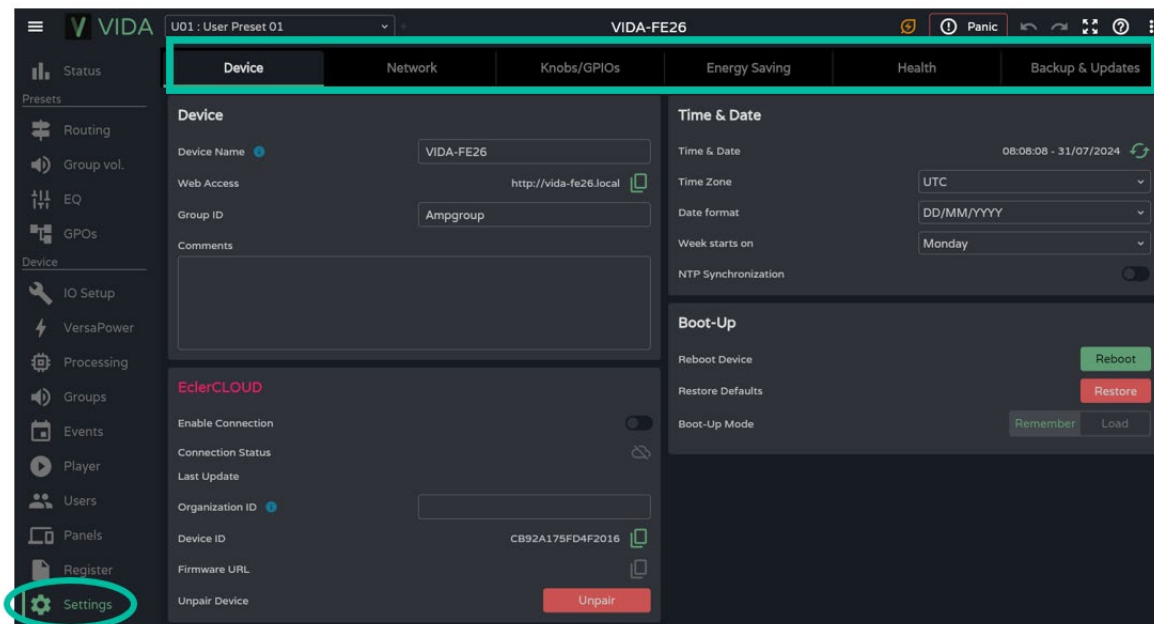 VIDA
U01 : User Preset 01
VIDA-FE26
Panic
Status
Presets
Routing
Group vol.
EQ
GPOs
Device
IO Setup
VersaPower
Processing
Groups
Events
Player
Users
Panels
Register
Settings
Device
Network
Knobs/GPIOs
Energy Saving
Health
Backup & Updates
Device
Device Name
VIDA-FE26
Web Access
http://vida-fe26.local
Group ID
Ampgroup
Comments
EclerCLOUD
Enable Connection
Connection Status
Last Update
Organization ID
Device ID
CB92A175FD4F2016
Firmware URL
Unpair Device
Unpair
Time & Date
Time & Date
08:08:08 - 31/07/2024
Time Zone
UTC
Date format
DD/MM/YYYY
Week starts on
Monday
NTP Synchronization
Boot-Up
Reboot Device
Reboot
Restore Defaults
Restore
Boot-Up Mode
Remember
Load